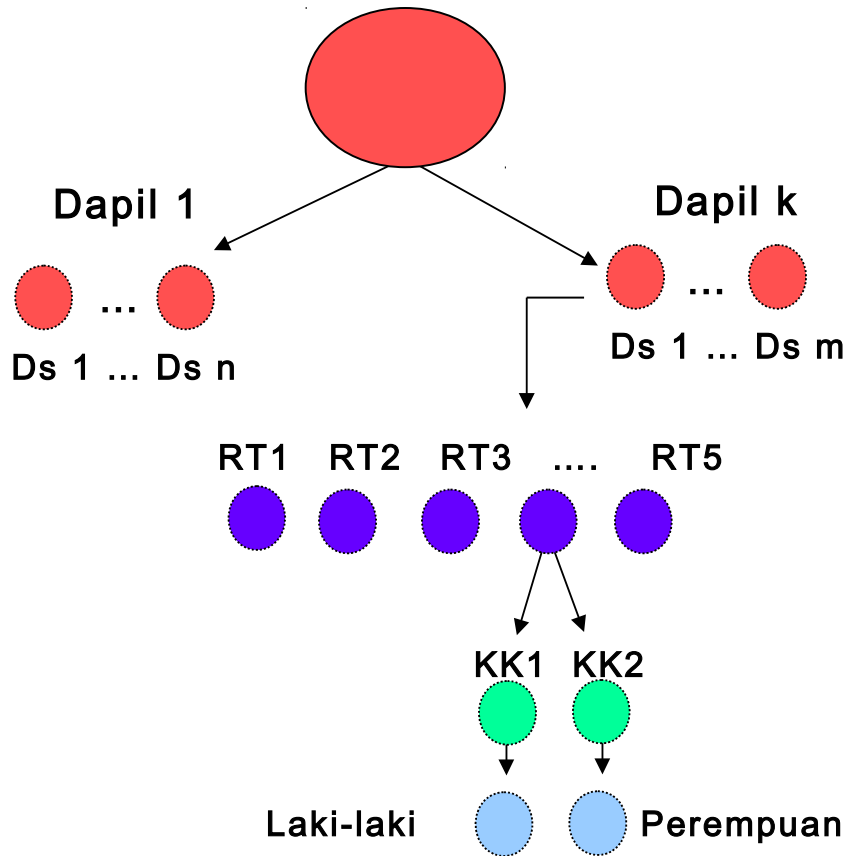 Dapil 1
Dapil k
...
...
Ds 1 ... Ds n
Ds 1 ... Ds m
RT1 RT2 RT3 .... RT5
KK1 KK2
Laki-laki
Perempuan